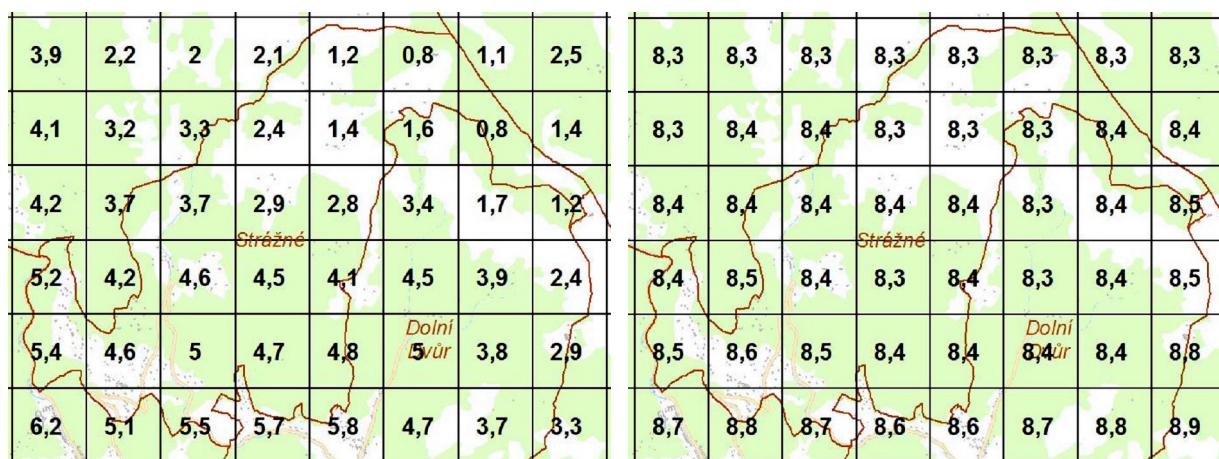 3,9 2,2 2 2,1 1,2 0,8 1,1 2,5
4,1 3,2 3,3 2,4 1,4 1,6 0,8 1,4
4,2 3,7 3,7 2,9 2,8 3,4 1,7 1,2
Strážné
5,2 4,2 4,6 4,5 4,1 4,5 3,9 2,4
Dolní
Dvůr
5,4 4,6 5 4,7 4,8 5 3,8 2,9
6,2 5,1 5,5 5,7 5,8 4,7 3,7 3,3
8,3 8,3 8,3 8,3 8,3 8,3 8,3 8,3
8,3 8,4 8,4 8,3 8,3 8,3 8,4 8,4
8,4 8,4 8,4 8,4 8,4 8,3 8,4 8,5
Strážné
8,4 8,5 8,4 8,3 8,4 8,3 8,4 8,5
Dolní
Dvůr
8,5 8,6 8,5 8,4 8,4 8,4 8,4 8,8
8,7 8,8 8,7 8,6 8,6 8,7 8,8 8,9